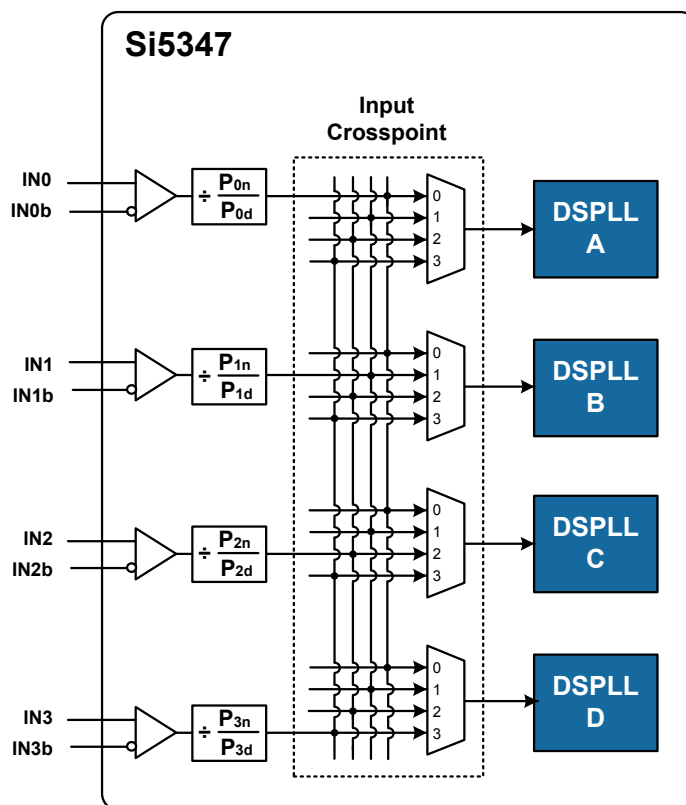 Si5347
Input
Crosspoint
IN0
IN0b
÷ P0n
P0d
0
1
2
3
DSPLL
A
IN1
IN1b
÷ P1n
P1d
0
1
2
3
DSPLL
B
IN2
IN2b
÷ P2n
P2d
0
1
2
3
DSPLL
C
IN3
IN3b
÷ P3n
P3d
0
1
2
3
DSPLL
D